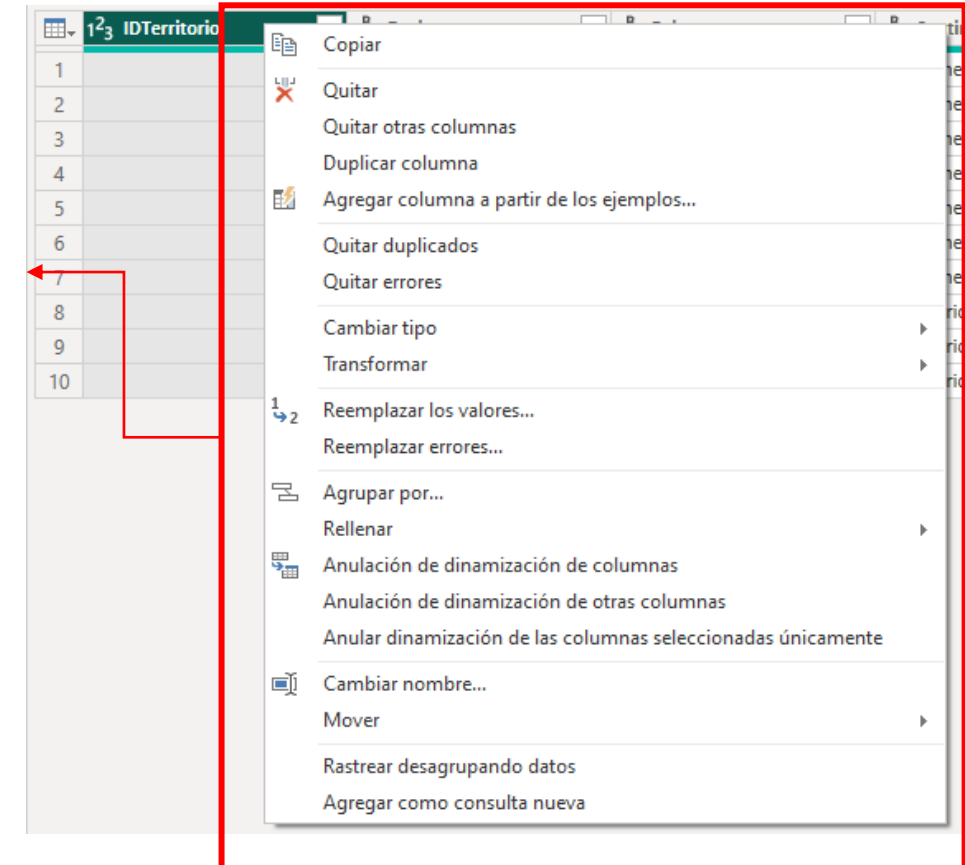 1²3 IDTerritorio
1
2
3
4
5
6
7
8
9
10
Copiar
Quitar
Quitar otras columnas
Duplicar columna
Agregar columna a partir de los ejemplos...
Quitar duplicados
Quitar errores
Cambiar tipo
Transformar
Reemplazar los valores...
Reemplazar errores...
Agrupar por...
Rellenar
Anulación de dinamización de columnas
Anulación de dinamización de otras columnas
Anular dinamización de las columnas seleccionadas únicamente
Cambiar nombre...
Mover
Rastrear desagrupando datos
Agregar como consulta nueva